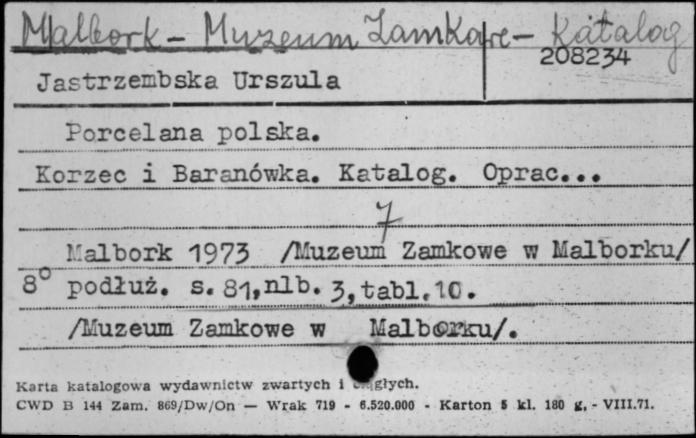 Malbork - Muzeum Zamkowe - Katalog
208234
Jastrzembska Urszula
Porcelana polska.
Korzec i Baranówka. Katalog. Oprac...
7
Malbork 1973 /Muzeum Zamkowe w Malborku/
8° podłuż. s. 81, nlb. 3, tabl. 10.
/Muzeum Zamkowe w Malborku/.
Karta katalogowa wydawnictw zwartych i ciągłych.
CWD B 144 Zam. 869/Dw/On — Wrak 719 - 6.520.000 - Karton 5 kl. 180 g. - VIII.71.